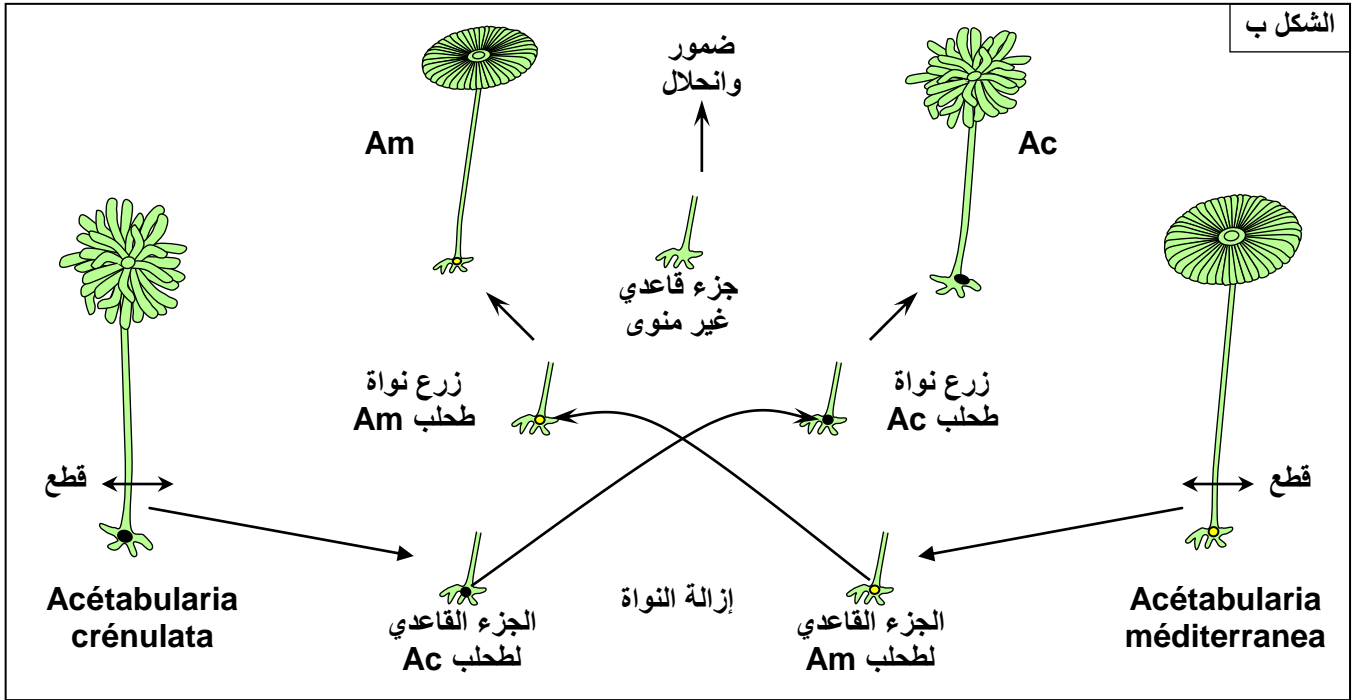 الشكل ب
ضمور
وانحلال
Am
Ac
جزء قاعدي
غير منوى
زرع نواة
طحلب Am
زرع نواة
طحلب Ac
قطع
قطع
إزالة النواة
الجزء القاعدي
لطحلب Ac
الجزء القاعدي
لطحلب Am
Acétabularia
crénulata
Acétabularia
méditerranea